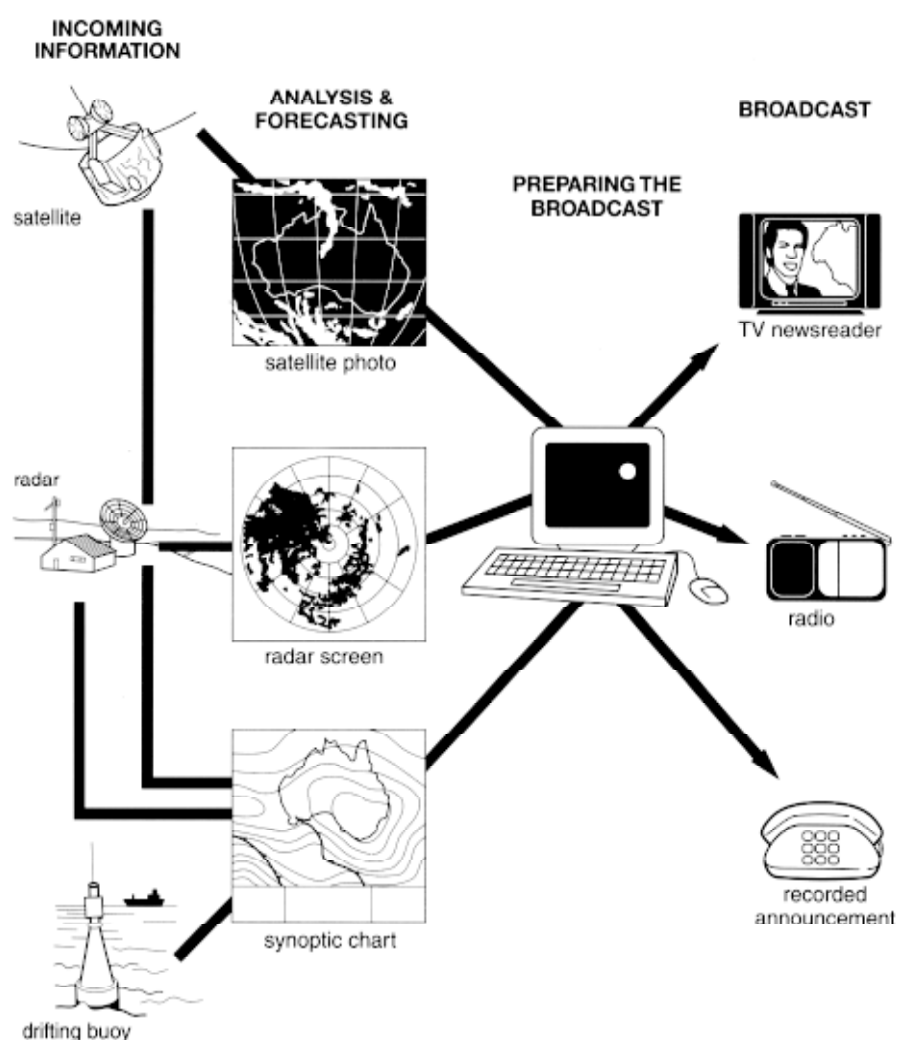 INCOMING
INFORMATION
satellite
radar
drifting buoy
ANALYSIS &
FORECASTING
satellite photo
radar screen
synoptic chart
PREPARING THE
BROADCAST
BROADCAST
TV newsreader
radio
recorded
announcement